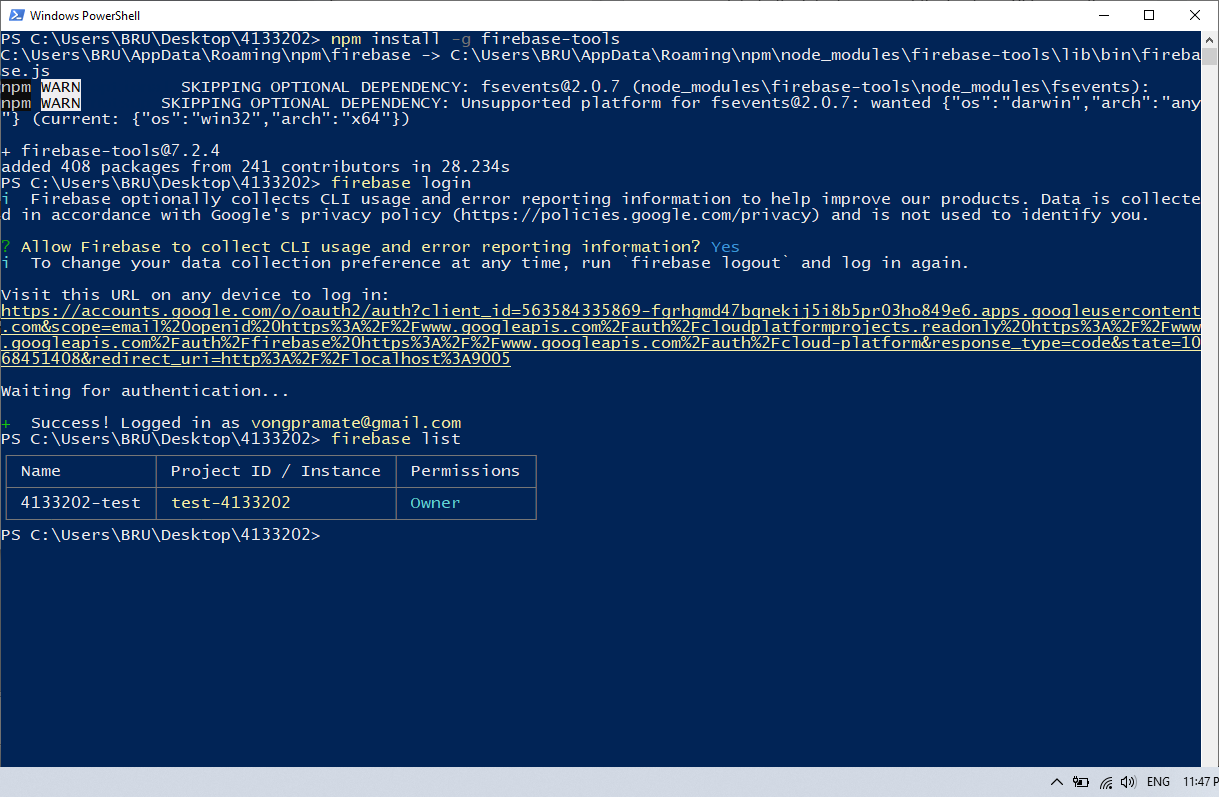 Windows PowerShell
PS C:\Users\BRU\Desktop\4133202> npm install -g firebase-tools
C:\Users\BRU\AppData\Roaming\npm\firebase -> C:\Users\BRU\AppData\Roaming\npm\node_modules\firebase-tools\lib\bin\fireba
se.js
npm WARN SKIPPING OPTIONAL DEPENDENCY: fsevents@2.0.7 (node_modules\firebase-tools\node_modules\fsevents):
npm WARN SKIPPING OPTIONAL DEPENDENCY: Unsupported platform for fsevents@2.0.7: wanted {"os":"darwin","arch":"any
"} (current: {"os":"win32","arch":"x64"})
+ firebase-tools@7.2.4
added 408 packages from 241 contributors in 28.234s
PS C:\Users\BRU\Desktop\4133202> firebase login
i  Firebase optionally collects CLI usage and error reporting information to help improve our products. Data is collecte
d in accordance with Google's privacy policy (https://policies.google.com/privacy) and is not used to identify you.
? Allow Firebase to collect CLI usage and error reporting information? Yes
i  To change your data collection preference at any time, run `firebase logout` and log in again.
Visit this URL on any device to log in:
https://accounts.google.com/o/oauth2/auth?client_id=563584335869-fgrhgmd47bqnekij5i8b5pr03ho849e6.apps.googleusercontent
.com&scope=email%20openid%20https%3A%2F%2Fwww.googleapis.com%2Fauth%2Fcloudplatformprojects.readonly%20https%3A%2F%2Fwww
.googleapis.com%2Fauth%2Ffirebase%20https%3A%2F%2Fwww.googleapis.com%2Fauth%2Fcloud-platform&response_type=code&state=10
68451408&redirect_uri=http%3A%2F%2Flocalhost%3A9005
Waiting for authentication...
+  Success! Logged in as vongpramate@gmail.com
PS C:\Users\BRU\Desktop\4133202> firebase list
Name Project ID / Instance Permissions
4133202-test test-4133202 Owner
PS C:\Users\BRU\Desktop\4133202>
ENG 11:47 P